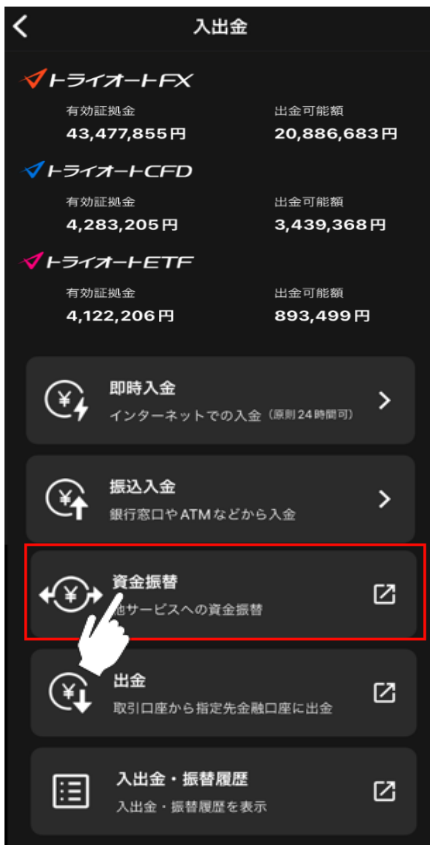 入出金
トライオートFX
有効証拠金 出金可能額
43,477,855円 20,886,683円
トライオートCFD
有効証拠金 出金可能額
4,283,205円 3,439,368円
トライオートETF
有効証拠金 出金可能額
4,122,206円 893,499円
即時入金
インターネットでの入金（原則24時間可）
振込入金
銀行窓口やATMなどから入金
資金振替
他サービスへの資金振替
出金
取引口座から指定先金融口座に出金
入出金・振替履歴
入出金・振替履歴を表示